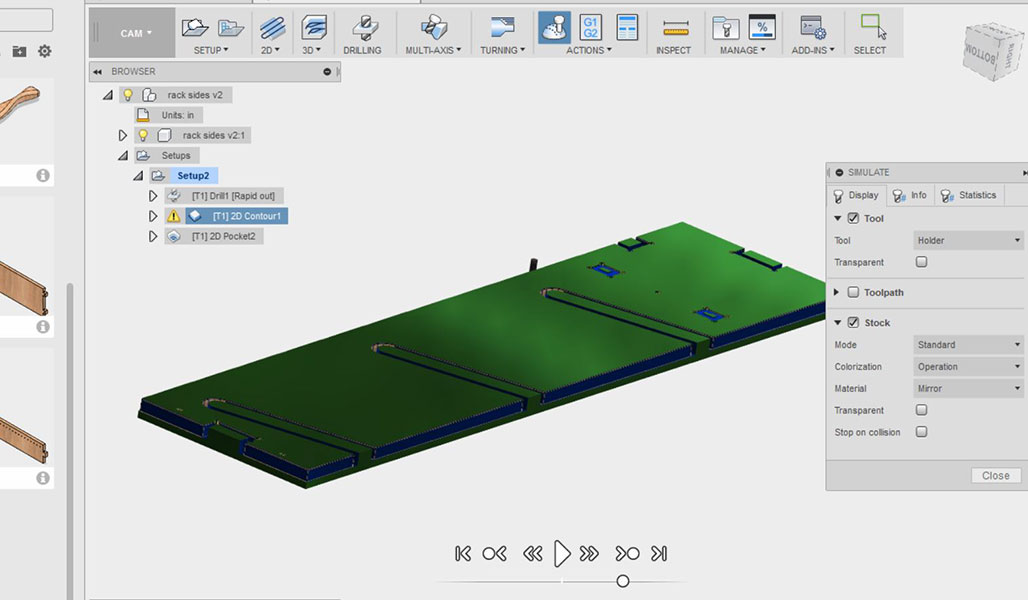 CAM
G1
G2
%
SETUP
2D
3D
DRILLING
MULTI-AXIS
TURNING
ACTIONS
INSPECT
MANAGE
ADD-INS
SELECT
BOTTOM
RIGHT
BROWSER
rack sides v2
Units: in
rack sides v2:1
Setups
Setup2
[T1] Drill1 [Rapid out]
[T1] 2D Contour1
[T1] 2D Pocket2
SIMULATE
Display Info Statistics
Tool
Tool Holder
Transparent
Toolpath
Stock
Mode Standard
Colorization Operation
Material Mirror
Transparent
Stop on collision
Close